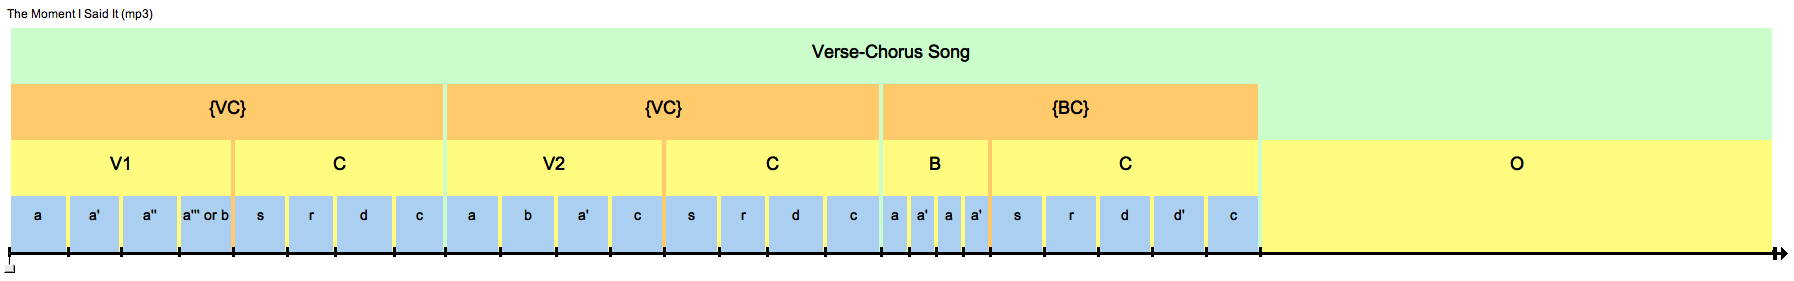 The Moment I Said It (mp3)
Verse-Chorus Song
{VC} {VC} {BC}
V1 C V2 C B C O
a a' a'' a''' or b s r d c a b a' c s r d c a a' a a' s r d d' c